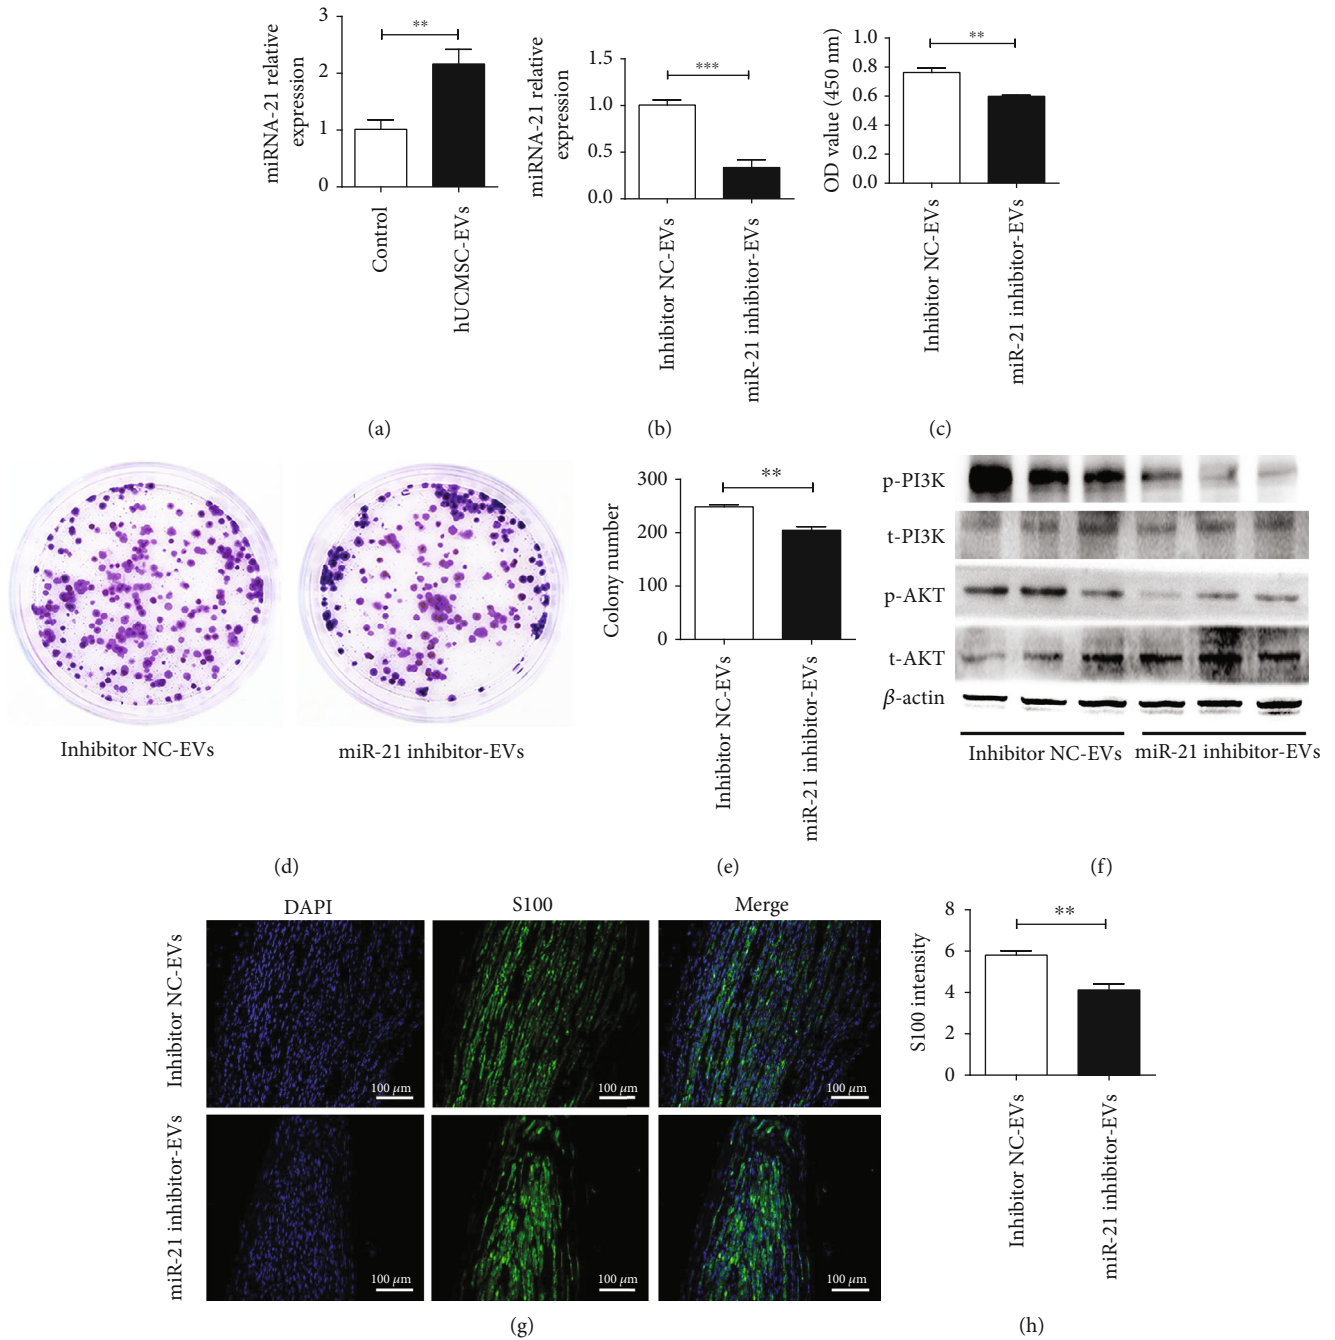 miRNA-21 relative
expression
3
2
1
0
**
Control
hUCMSC-EVs
(a)
miRNA-21 relative
expression
1.5
1.0
0.5
0.0
***
Inhibitor NC-EVs
miR-21 inhibitor-EVs
(b)
OD value (450 nm)
1.0
0.8
0.6
0.4
0.2
0.0
**
Inhibitor NC-EVs
miR-21 inhibitor-EVs
(c)
Inhibitor NC-EVs
miR-21 inhibitor-EVs
(d)
Colony number
300
200
100
0
**
Inhibitor NC-EVs
miR-21 inhibitor-EVs
(e)
p-PI3K
t-PI3K
p-AKT
t-AKT
β-actin
Inhibitor NC-EVs
miR-21 inhibitor-EVs
(f)
DAPI
S100
Merge
Inhibitor NC-EVs
100 μm
100 μm
100 μm
miR-21 inhibitor-EVs
100 μm
100 μm
100 μm
(g)
S100 intensity
8
6
4
2
0
**
Inhibitor NC-EVs
miR-21 inhibitor-EVs
(h)